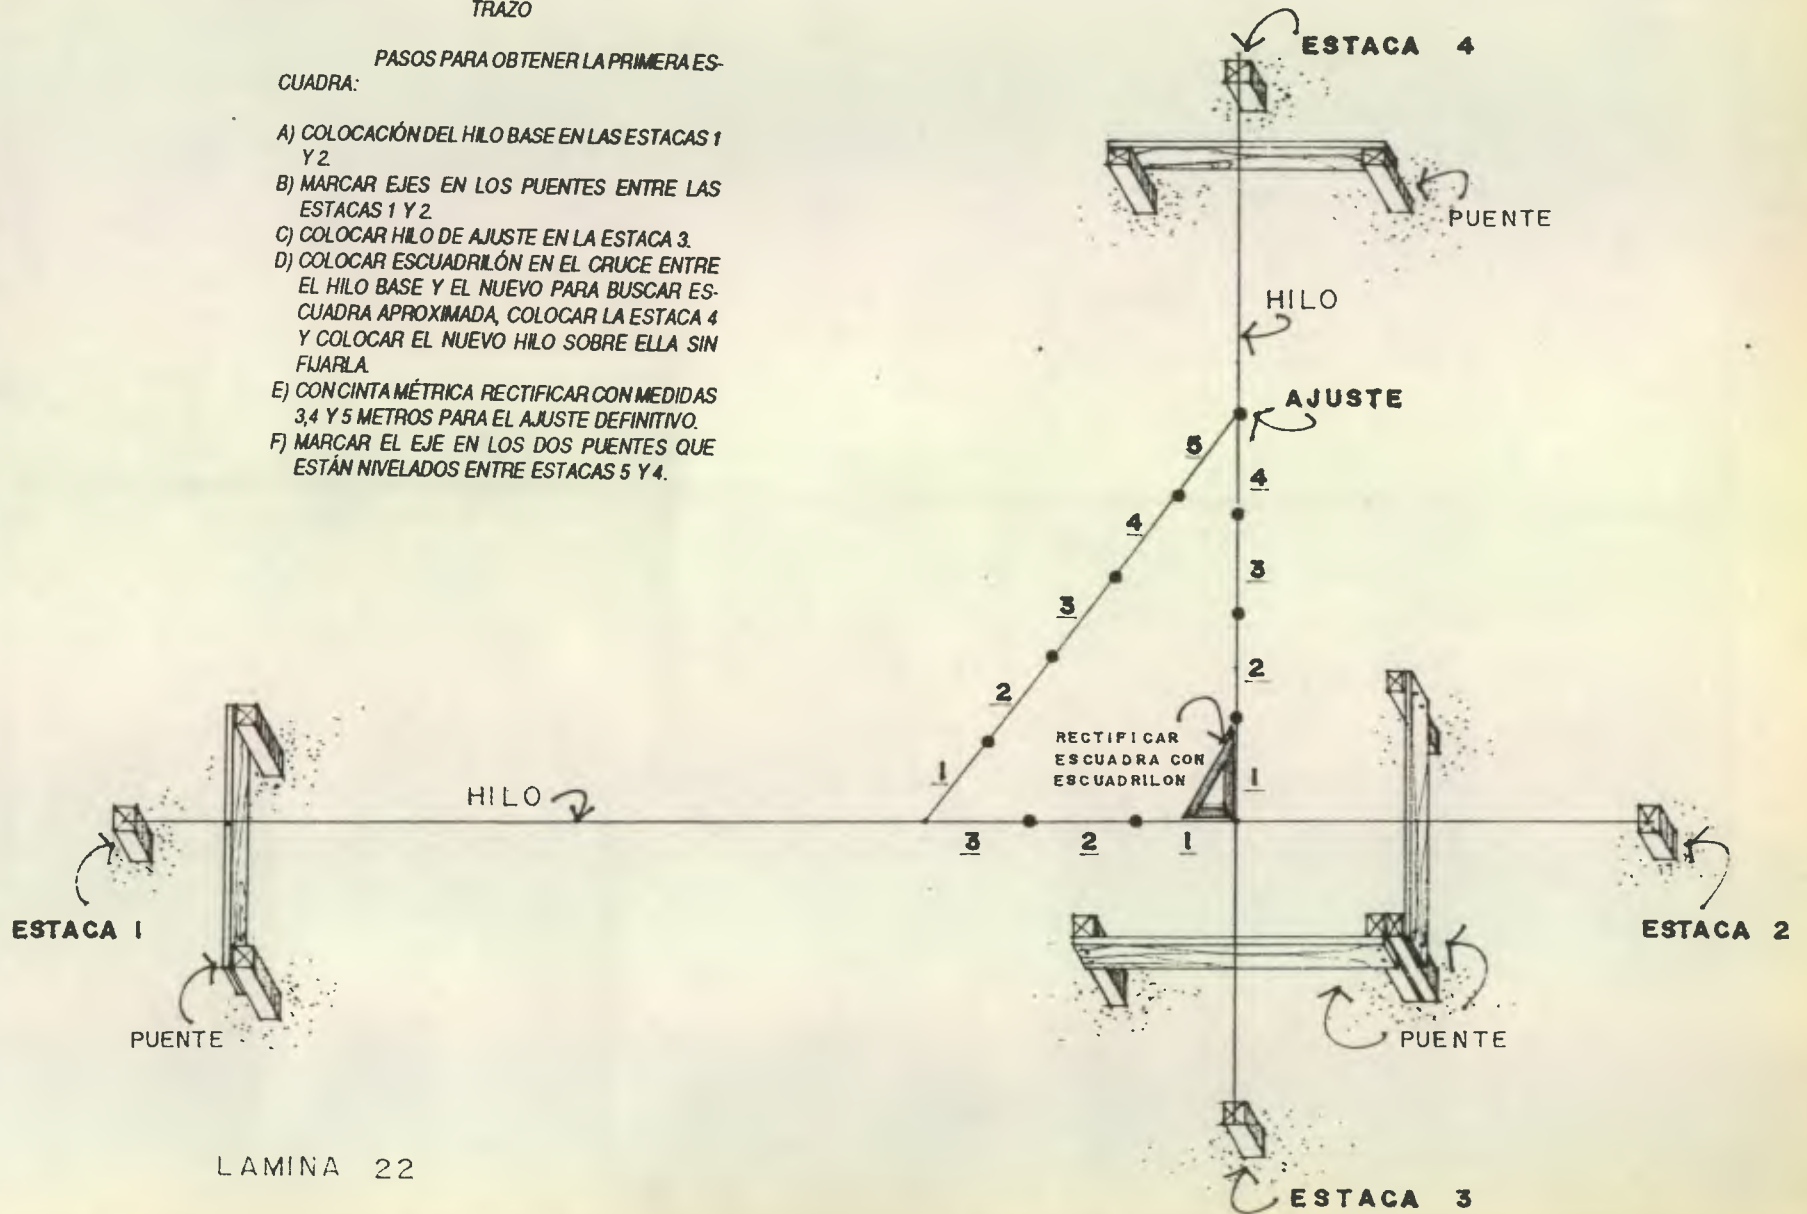 TRAZO
PASOS PARA OBTENER LA PRIMERA ES-
CUADRA:
A) COLOCACIÓN DEL HILO BASE EN LAS ESTACAS 1
Y 2.
B) MARCAR EJES EN LOS PUENTES ENTRE LAS
ESTACAS 1 Y 2.
C) COLOCAR HILO DE AJUSTE EN LA ESTACA 3.
D) COLOCAR ESCUADRILÓN EN EL CRUCE ENTRE
EL HILO BASE Y EL NUEVO PARA BUSCAR ES-
CUADRA APROXIMADA, COLOCAR LA ESTACA 4
Y COLOCAR EL NUEVO HILO SOBRE ELLA SIN
FIJARLA.
E) CON CINTA MÉTRICA RECTIFICAR CON MEDIDAS
3,4 Y 5 METROS PARA EL AJUSTE DEFINITIVO.
F) MARCAR EL EJE EN LOS DOS PUENTES QUE
ESTÁN NIVELADOS ENTRE ESTACAS 5 Y 4.
ESTACA 4
PUENTE
HILO
AJUSTE
5
4
4
3
3
2
2
1
1
RECTIFICAR
ESCUADRA CON
ESCUADRILON
HILO
3
2
1
ESTACA 1
ESTACA 2
PUENTE
PUENTE
LAMINA 22
ESTACA 3